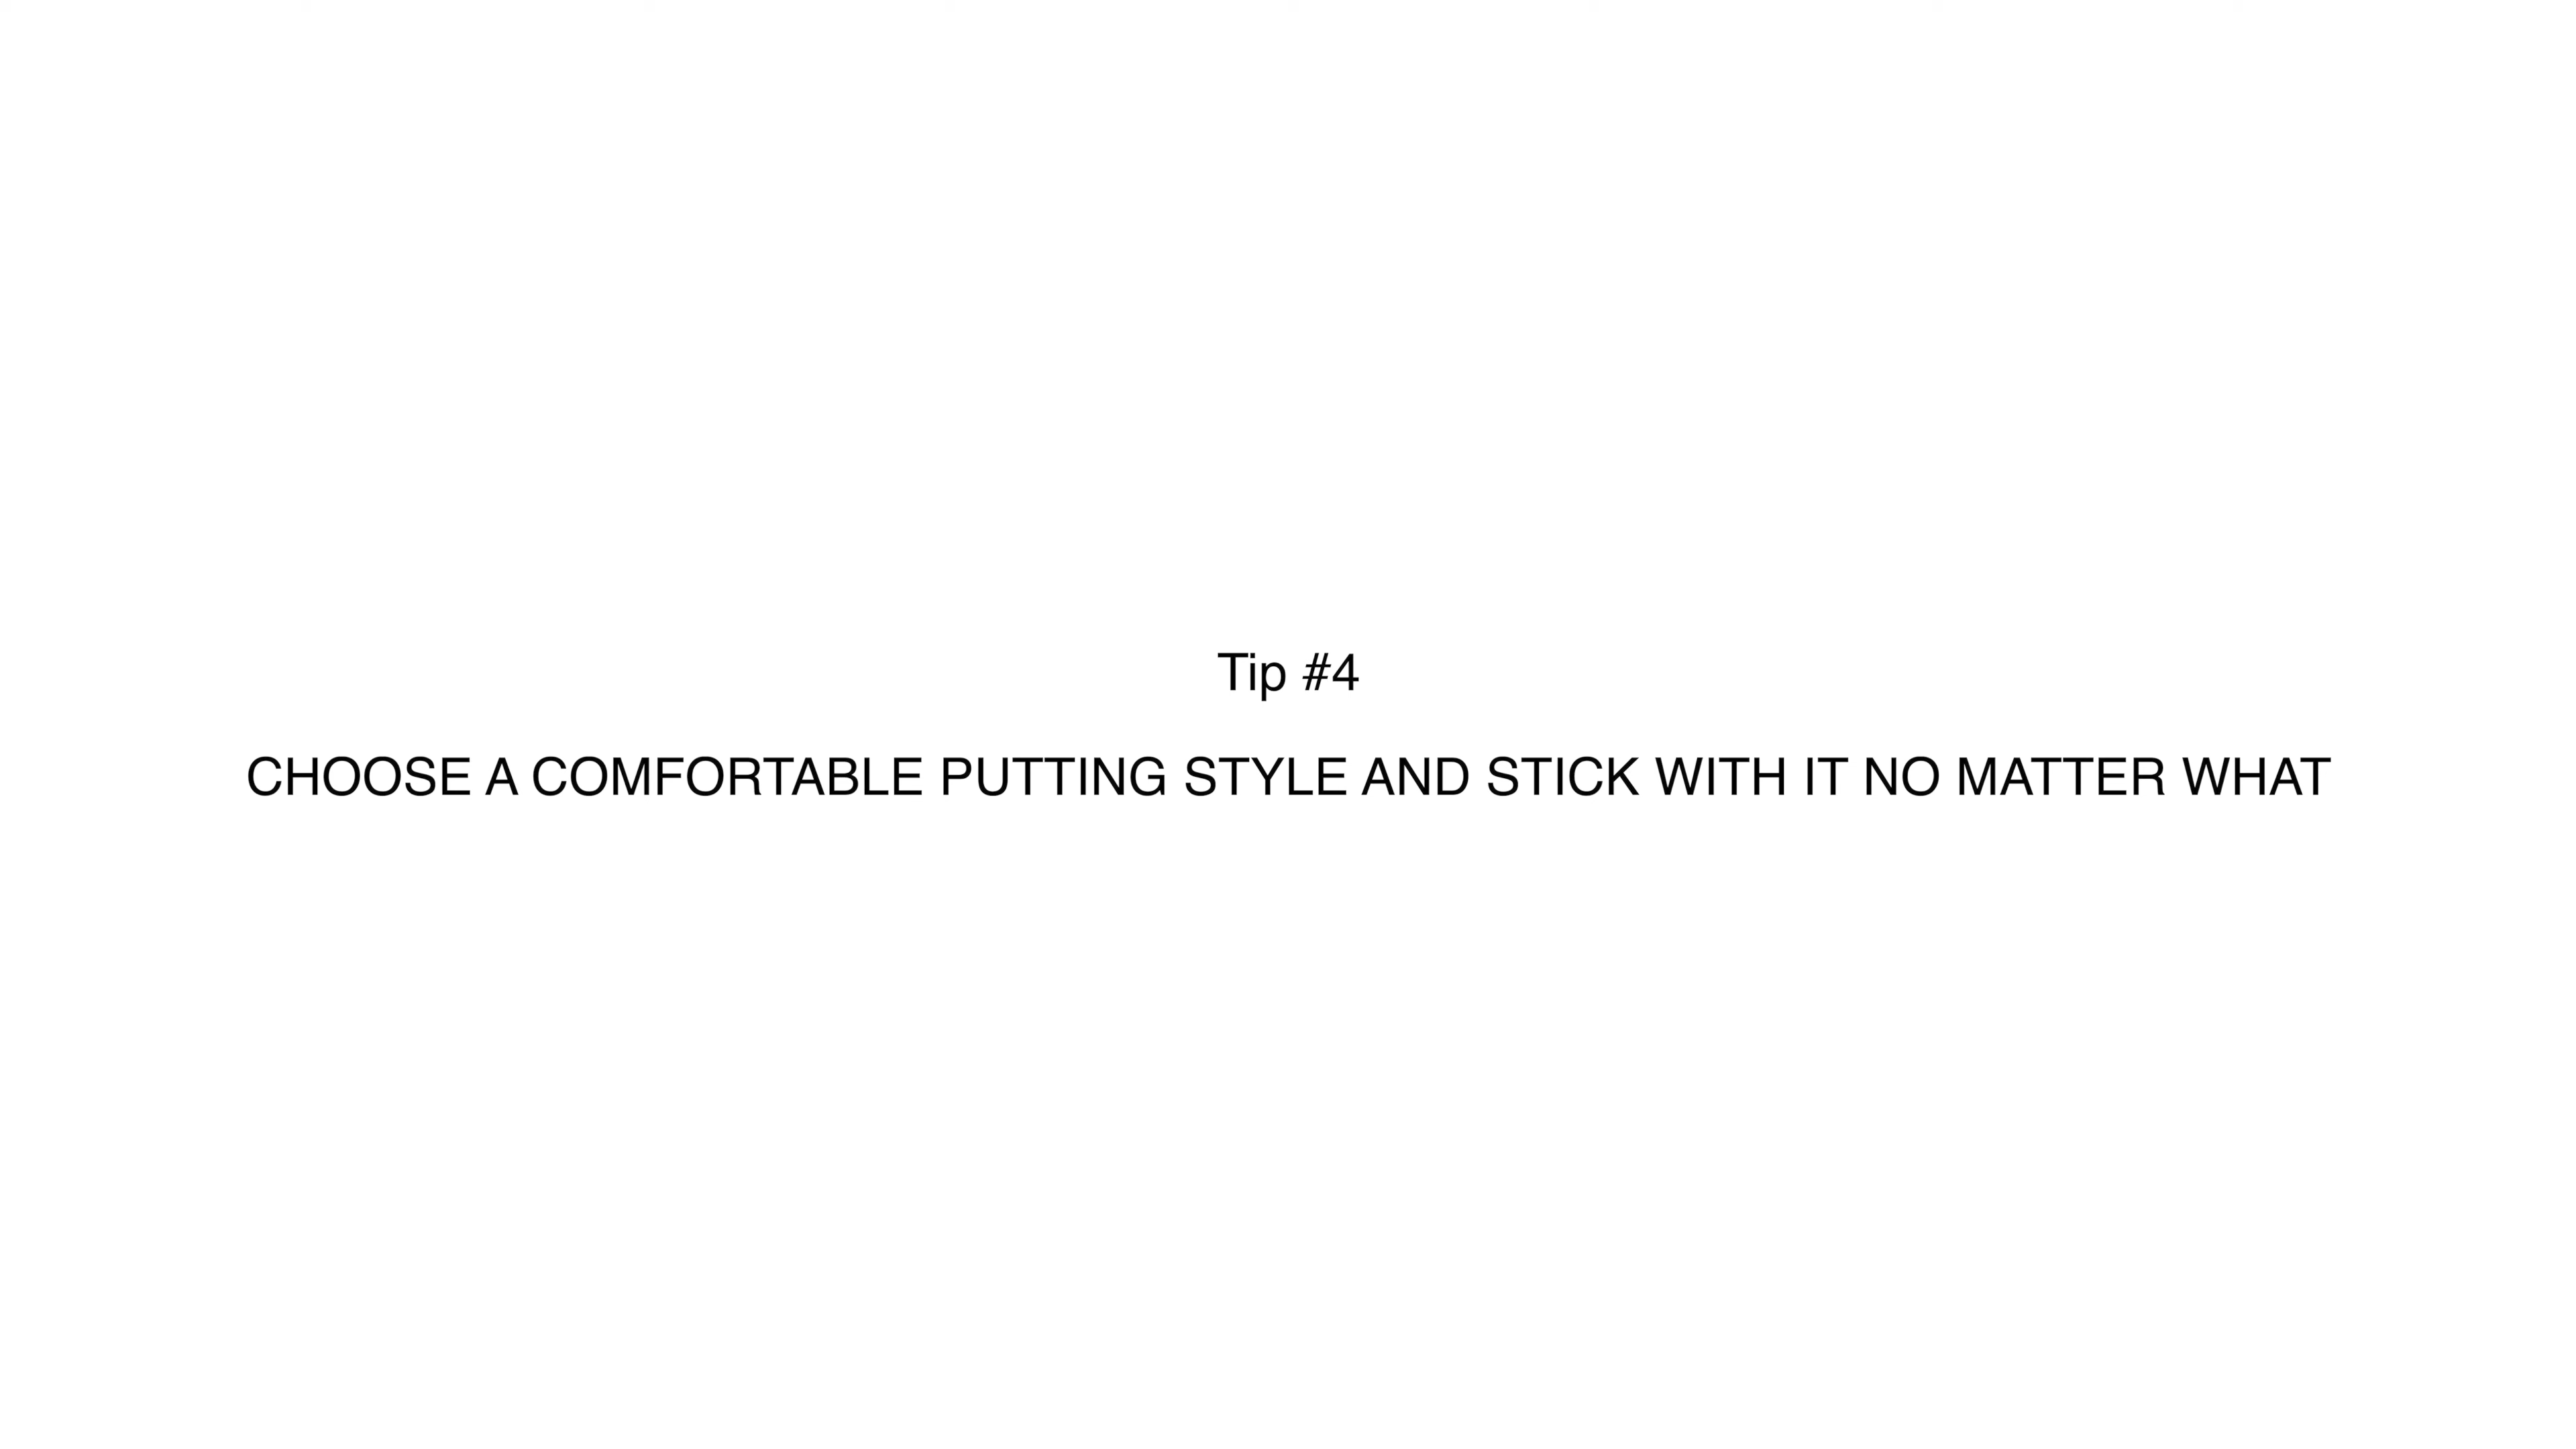 Tip #4
CHOOSE A COMFORTABLE PUTTING STYLE AND STICK WITH IT NO MATTER WHAT